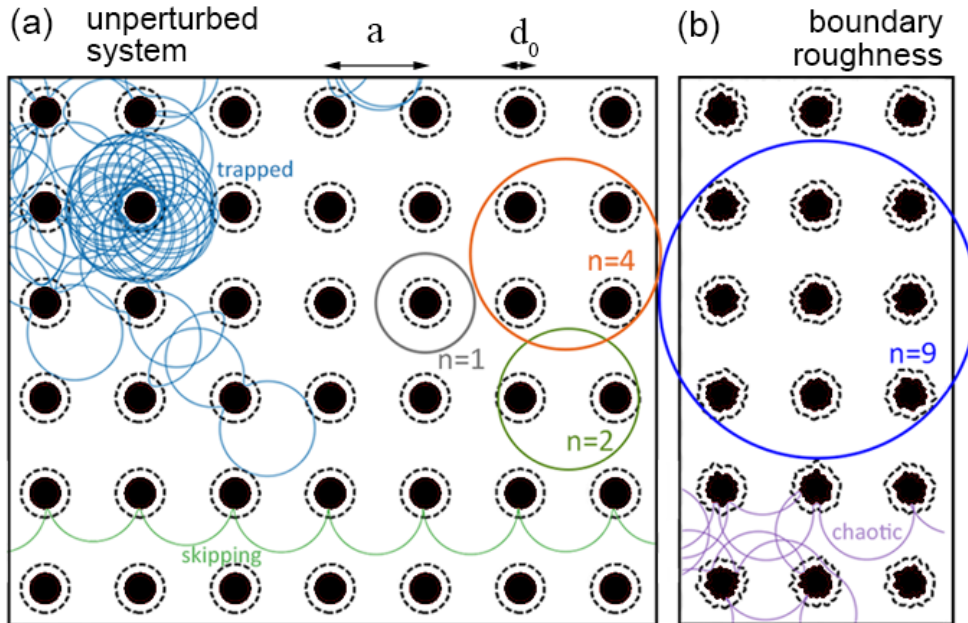 (a) unperturbed
system
a
d0
(b) boundary
roughness
trapped
n=4
n=1
n=9
n=2
skipping
chaotic